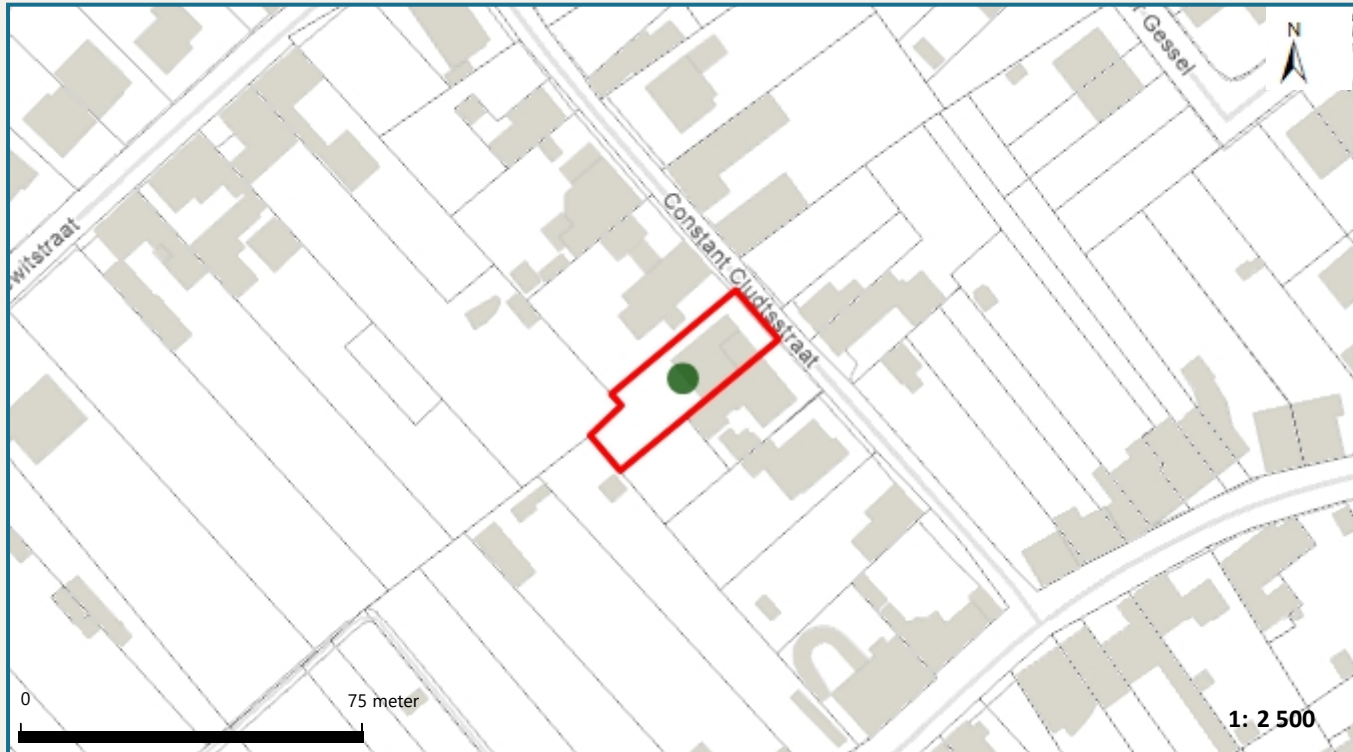 r Gessel
N
witstraat
Constant Cludtsstraat
0
75 meter
1: 2 500